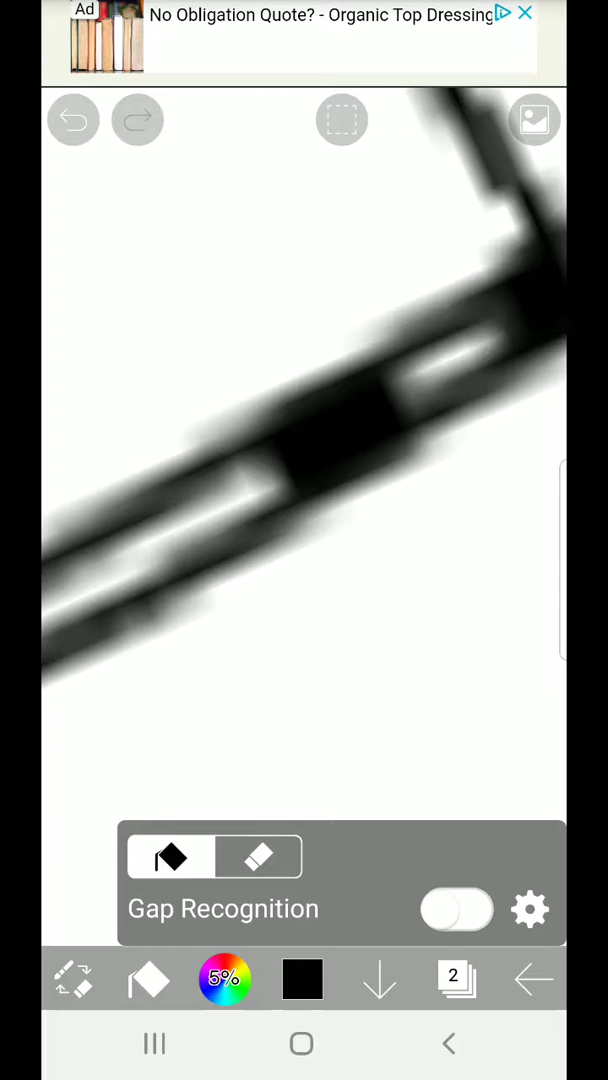 Ad
No Obligation Quote? - Organic Top Dressing
Gap Recognition
5%
2